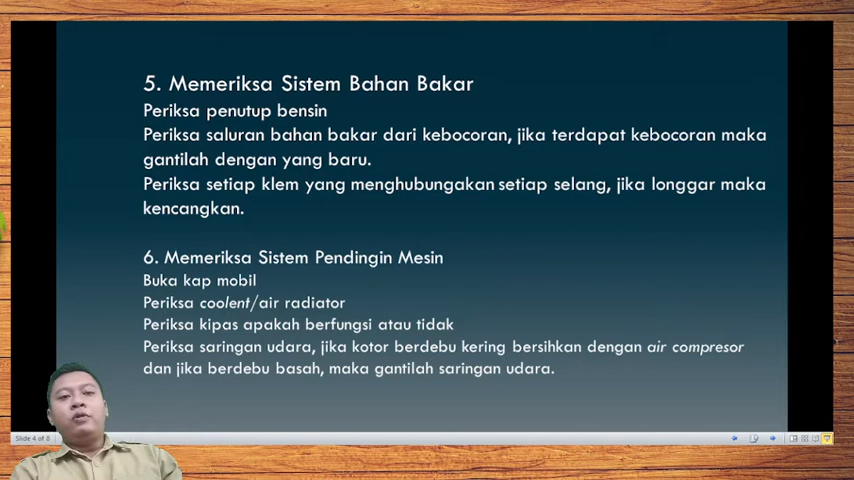 5. Memeriksa Sistem Bahan Bakar
Periksa penutup bensin
Periksa saluran bahan bakar dari kebocoran, jika terdapat kebocoran maka
gantilah dengan yang baru.
Periksa setiap klem yang menghubungakan setiap selang, jika longgar maka
kencangkan.
6. Memeriksa Sistem Pendingin Mesin
Buka kap mobil
Periksa coolent/air radiator
Periksa kipas apakah berfungsi atau tidak
Periksa saringan udara, jika kotor berdebu kering bersihkan dengan air compresor
dan jika berdebu basah, maka gantilah saringan udara.
Slide 4 of 8